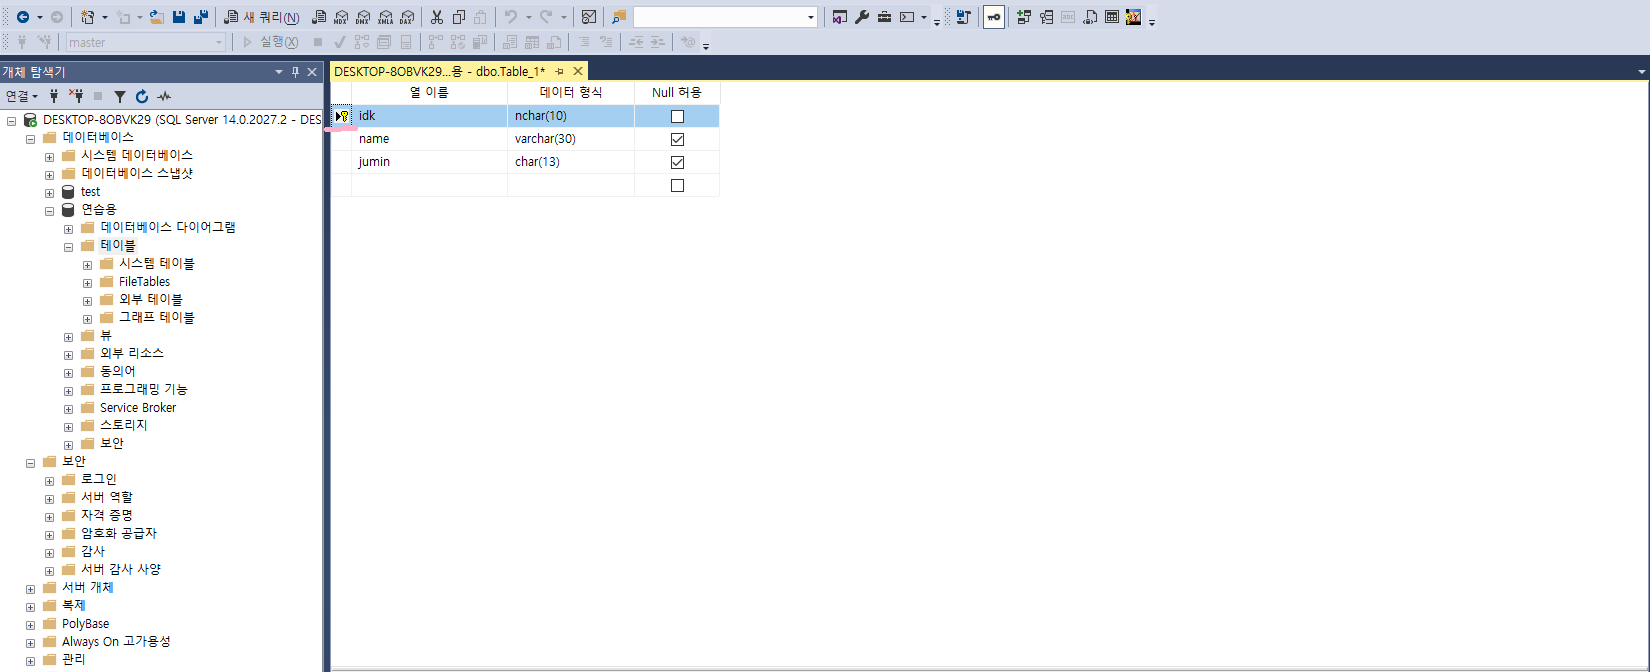 새 쿼리(N)
MDX DMX XMLA DAX
master
실행(X)
개체 탐색기
연결
DESKTOP-8OBVK29 (SQL Server 14.0.2027.2 - DES
데이터베이스
시스템 데이터베이스
데이터베이스 스냅샷
test
연습용
데이터베이스 다이어그램
테이블
시스템 테이블
FileTables
외부 테이블
그래프 테이블
뷰
외부 리소스
동의어
프로그래밍 기능
Service Broker
스토리지
보안
보안
로그인
서버 역할
자격 증명
암호화 공급자
감사
서버 감사 사양
서버 개체
복제
PolyBase
Always On 고가용성
관리
DESKTOP-8OBVK29...용 - dbo.Table_1*
열 이름 데이터 형식 Null 허용
idk nchar(10)
name varchar(30)
jumin char(13)